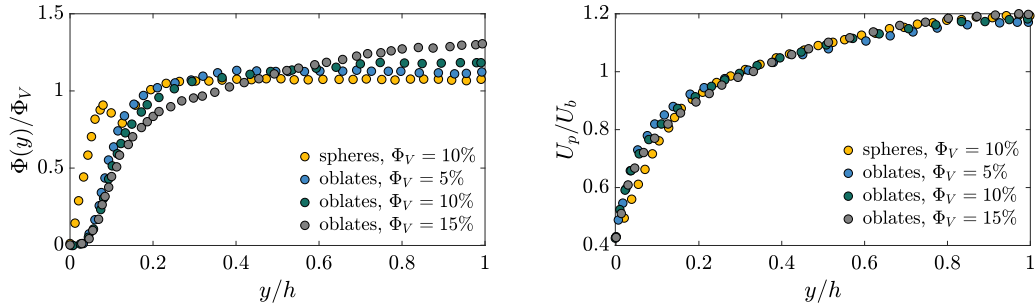 1.5
1
0.5
0
Φ(y)/Φ_V
spheres, Φ_V = 10%
oblates, Φ_V = 5%
oblates, Φ_V = 10%
oblates, Φ_V = 15%
0 0.2 0.4 0.6 0.8 1
y/h
1.2
1
0.8
0.6
0.4
U_p/U_b
spheres, Φ_V = 10%
oblates, Φ_V = 5%
oblates, Φ_V = 10%
oblates, Φ_V = 15%
0 0.2 0.4 0.6 0.8 1
y/h